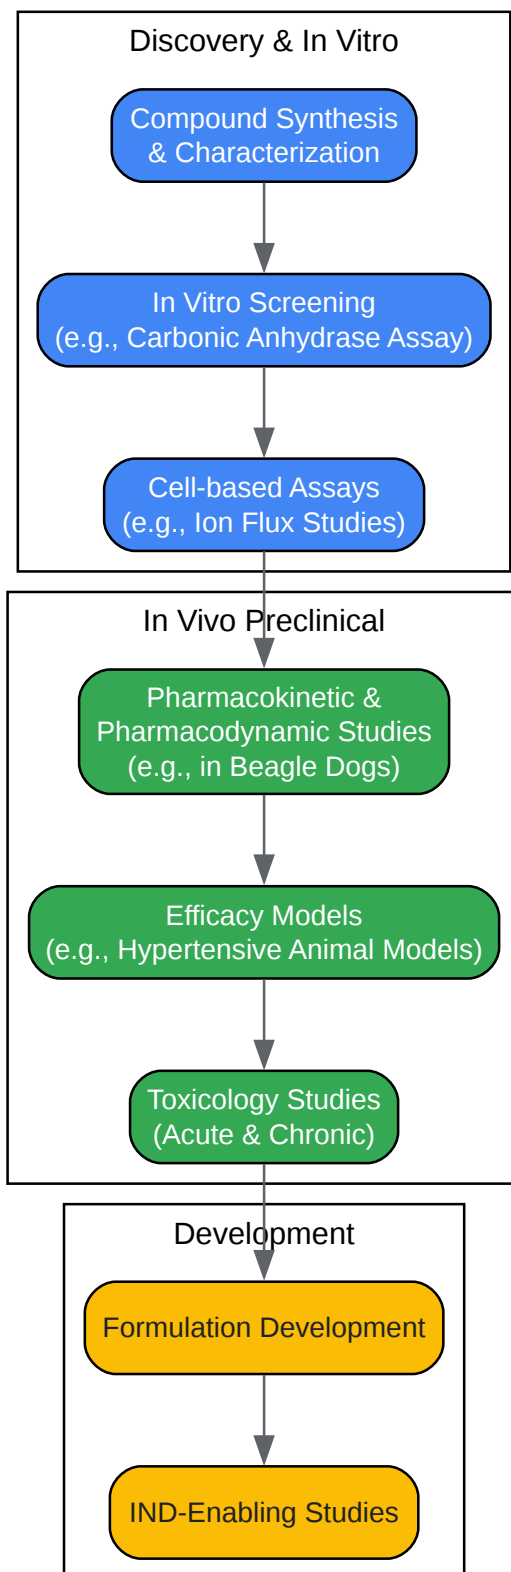 Discovery & In Vitro
Compound Synthesis
& Characterization
In Vitro Screening
(e.g., Carbonic Anhydrase Assay)
Cell-based Assays
(e.g., Ion Flux Studies)
In Vivo Preclinical
Pharmacokinetic &
Pharmacodynamic Studies
(e.g., in Beagle Dogs)
Efficacy Models
(e.g., Hypertensive Animal Models)
Toxicology Studies
(Acute & Chronic)
Development
Formulation Development
IND-Enabling Studies